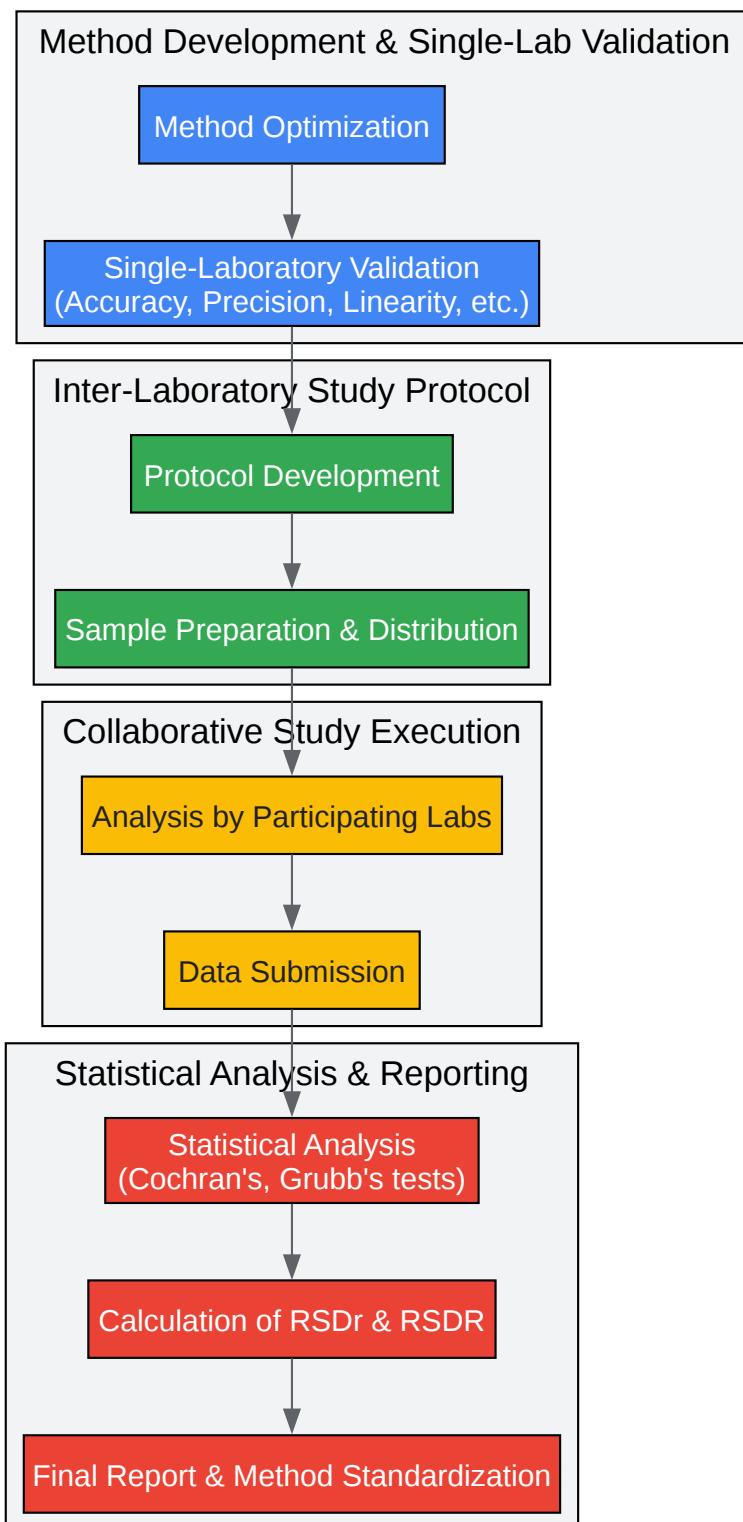 Method Development & Single-Lab Validation
Method Optimization
Single-Laboratory Validation
(Accuracy, Precision, Linearity, etc.)
Inter-Laboratory Study Protocol
Protocol Development
Sample Preparation & Distribution
Collaborative Study Execution
Analysis by Participating Labs
Data Submission
Statistical Analysis & Reporting
Statistical Analysis
(Cochran's, Grubb's tests)
Calculation of RSDr & RSDR
Final Report & Method Standardization